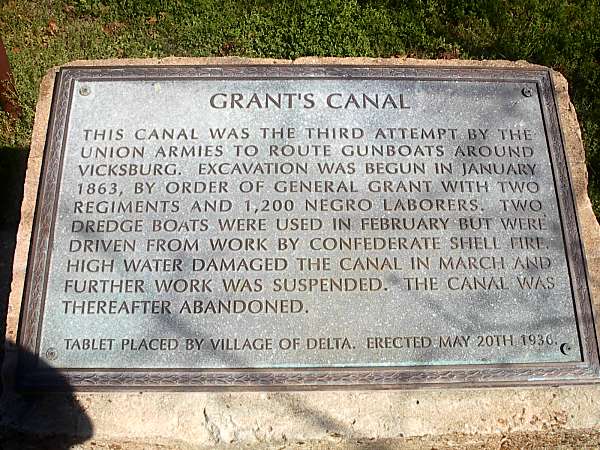 GRANT'S CANAL
THIS CANAL WAS THE THIRD ATTEMPT BY THE
UNION ARMIES TO ROUTE GUNBOATS AROUND
VICKSBURG. EXCAVATION WAS BEGUN IN JANUARY
1863, BY ORDER OF GENERAL GRANT WITH TWO
REGIMENTS AND 1,200 NEGRO LABORERS. TWO
DREDGE BOATS WERE USED IN FEBRUARY BUT WERE
DRIVEN FROM WORK BY CONFEDERATE SHELL FIRE.
HIGH WATER DAMAGED THE CANAL IN MARCH AND
FURTHER WORK WAS SUSPENDED. THE CANAL WAS
THEREAFTER ABANDONED.
TABLET PLACED BY VILLAGE OF DELTA. ERECTED MAY 20TH 1936.